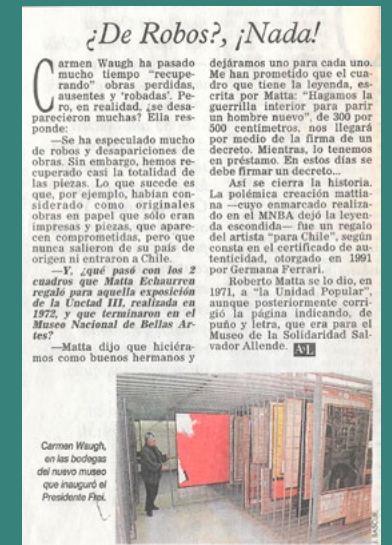 ¿De Robos?, ¡Nada!
Carmen Waugh ha pasado
mucho tiempo "recupe-
rando" obras perdidas,
ausentes y 'robadas'. Pe-
ro, en realidad, ¿se desa-
parecieron muchas? Ella res-
ponde:
—Se ha especulado mucho
de robos y desapariciones de
obras. Sin embargo, hemos re-
cuperado casi la totalidad de
las piezas. Lo que sucede es
que, por ejemplo, habían con-
siderado como originales
obras en papel que sólo eran
impresas y piezas, que apare-
cen comprometidas, pero que
nunca salieron de su país de
origen ni entraron a Chile.
—Y, ¿qué pasó con los 2
cuadros que Matta Echaurren
regaló para aquella exposición
de la Unctad III, realizada en
1972, y que terminaron en el
Museo Nacional de Bellas Ar-
tes?
—Matta dijo que hiciéra-
mos como buenos hermanos y
dejáramos uno para cada uno.
Me han prometido que el cua-
dro que tiene la leyenda, es-
crita por Matta: "Hagamos la
guerrilla interior para parir
un hombre nuevo", de 300 por
500 centímetros, nos llegará
por medio de la firma de un
decreto. Mientras, lo tenemos
en préstamo. En estos días se
debe firmar un decreto...
Así se cierra la historia.
La polémica creación mattia-
na —cuyo enmarcado realiza-
do en el MNBA dejó la leyen-
da escondida— fue un regalo
del artista "para Chile", según
consta en el certificado de au-
tenticidad, otorgado en 1991
por Germana Ferrari.
Roberto Matta se lo dio, en
1971, a "la Unidad Popular",
aunque posteriormente corri-
gió la página indicando, de
puño y letra, que era para el
Museo de la Solidaridad Sal-
vador Allende. AyL
Carmen Waugh,
en las bodegas
del nuevo museo
que inauguró el
Presidente Frei.